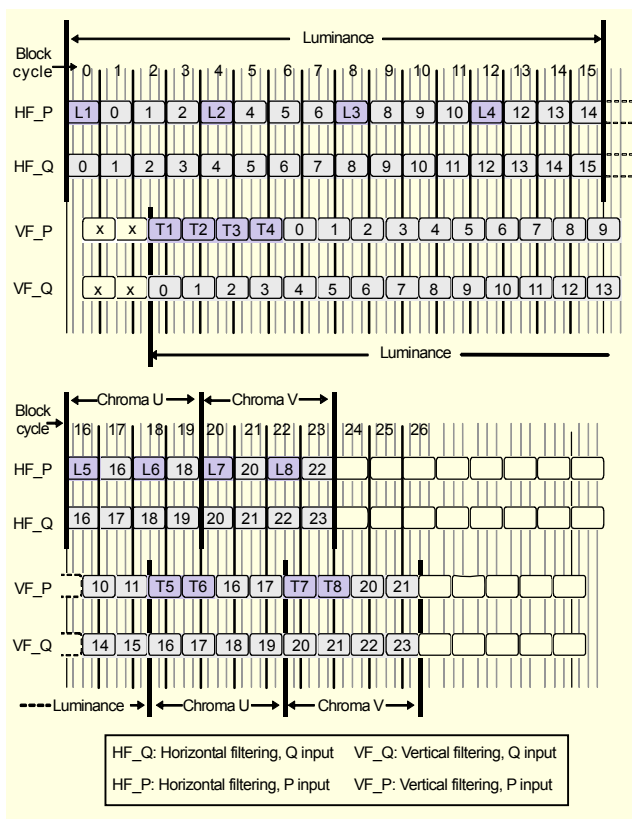 Luminance
Block
cycle 0 1 2 3 4 5 6 7 8 9 10 11 12 13 14 15
HF_P L1 0 1 2 L2 4 5 6 L3 8 9 10 L4 12 13 14
HF_Q 0 1 2 3 4 5 6 7 8 9 10 11 12 13 14 15
VF_P x x T1 T2 T3 T4 0 1 2 3 4 5 6 7 8 9
VF_Q x x 0 1 2 3 4 5 6 7 8 9 10 11 12 13
Luminance
Chroma U Chroma V
Block
cycle 16 17 18 19 20 21 22 23 24 25 26
HF_P L5 16 L6 18 L7 20 L8 22
HF_Q 16 17 18 19 20 21 22 23
VF_P 10 11 T5 T6 16 17 T7 T8 20 21
VF_Q 14 15 16 17 18 19 20 21 22 23
Luminance Chroma U Chroma V
HF_Q: Horizontal filtering, Q input VF_Q: Vertical filtering, Q input
HF_P: Horizontal filtering, P input VF_P: Vertical filtering, P input